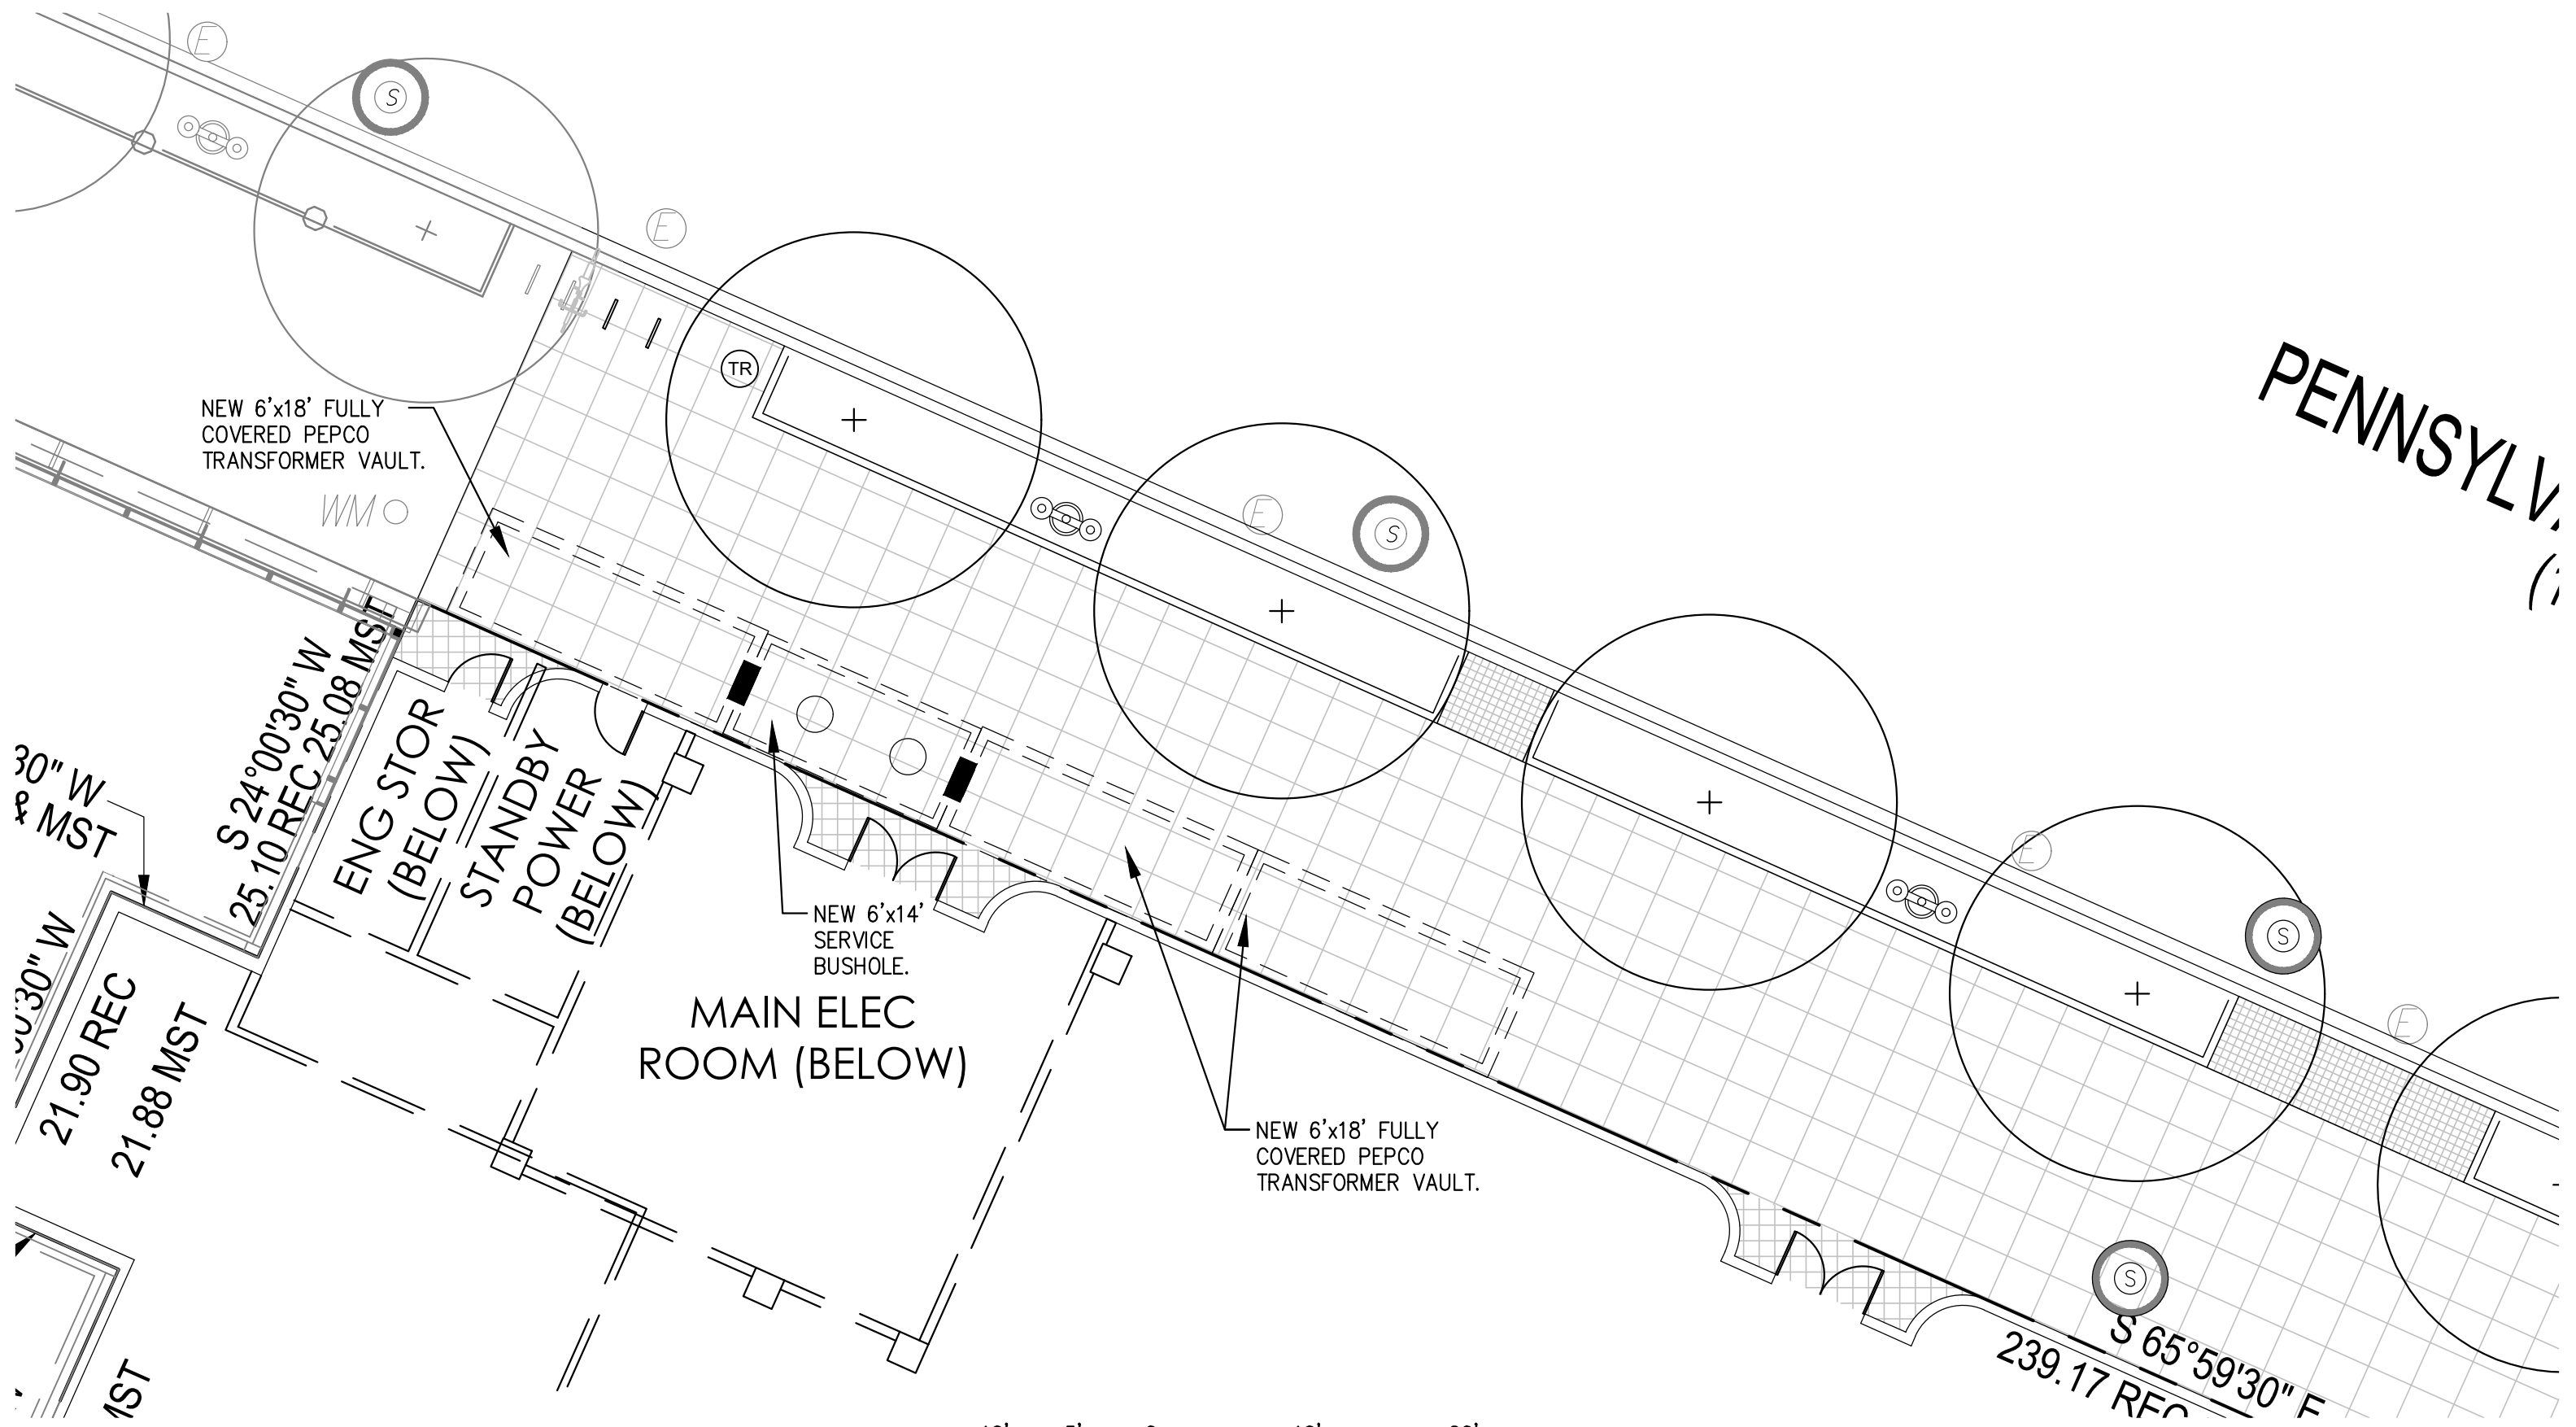 E
S
E
TR
NEW 6'x18' FULLY
COVERED PEPCO
TRANSFORMER VAULT.
WM
E
S
PENNSYLV
S 24°00'30" W
25.10 REC 25.08 MST
30" W
& MST
ENG STOR
(BELOW)
STANDBY
POWER
(BELOW)
NEW 6'x14'
SERVICE
BUSHOLE.
MAIN ELEC
ROOM (BELOW)
E
S
E
00'30" W
21.90 REC
21.88 MST
NEW 6'x18' FULLY
COVERED PEPCO
TRANSFORMER VAULT.
S
S 65°59'30" E
239.17 REC
MST